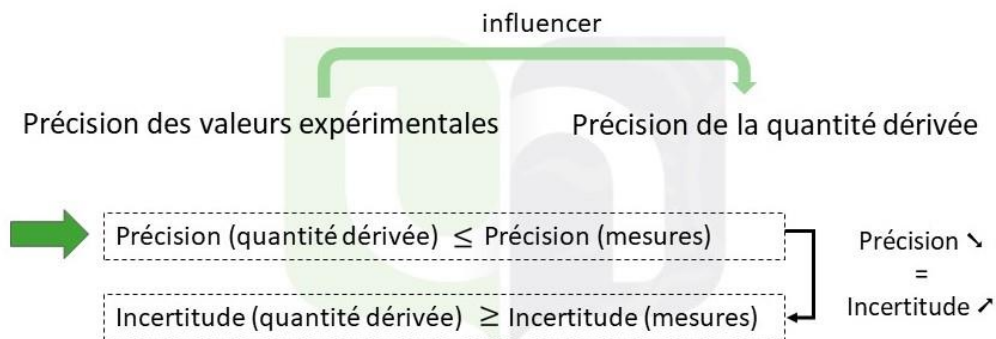 influencer
Précision des valeurs expérimentales
Précision de la quantité dérivée
Précision (quantité dérivée) ≤ Précision (mesures)
Incertitude (quantité dérivée) ≥ Incertitude (mesures)
Précision ↘
=
Incertitude ↗